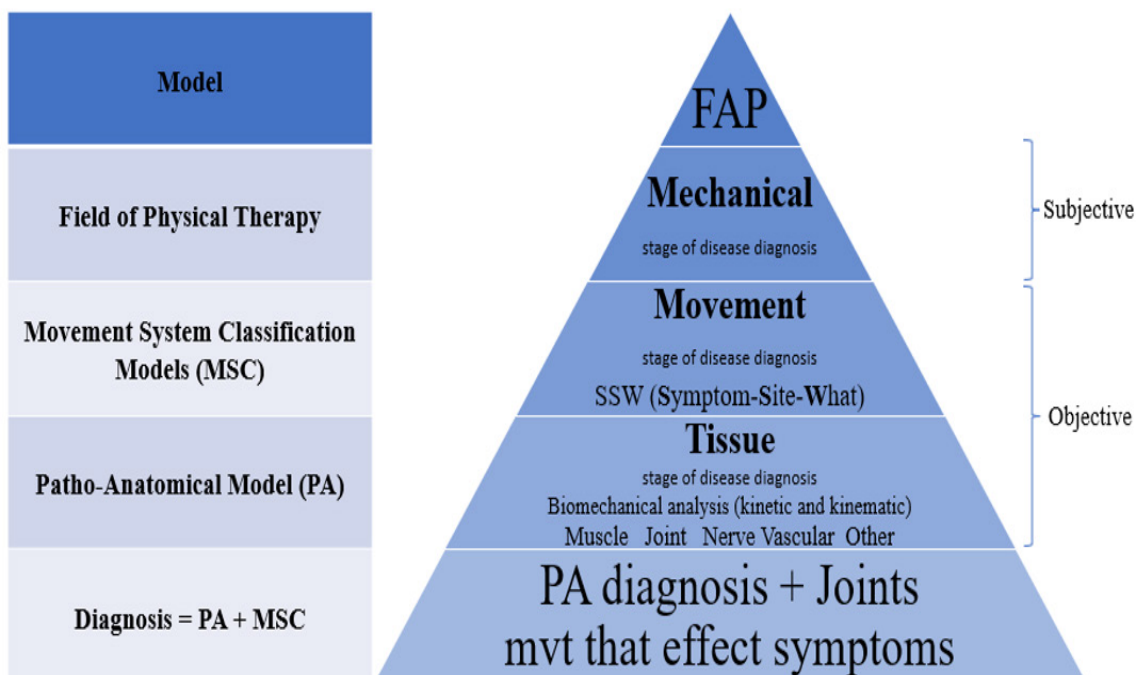 Model
Field of Physical Therapy
Movement System Classification
Models (MSC)
Patho-Anatomical Model (PA)
Diagnosis = PA + MSC
FAP
Mechanical
stage of disease diagnosis
Movement
stage of disease diagnosis
SSW (Symptom-Site-What)
Tissue
stage of disease diagnosis
Biomechanical analysis (kinetic and kinematic)
Muscle Joint Nerve Vascular Other
PA diagnosis + Joints
mvt that effect symptoms
Subjective
Objective